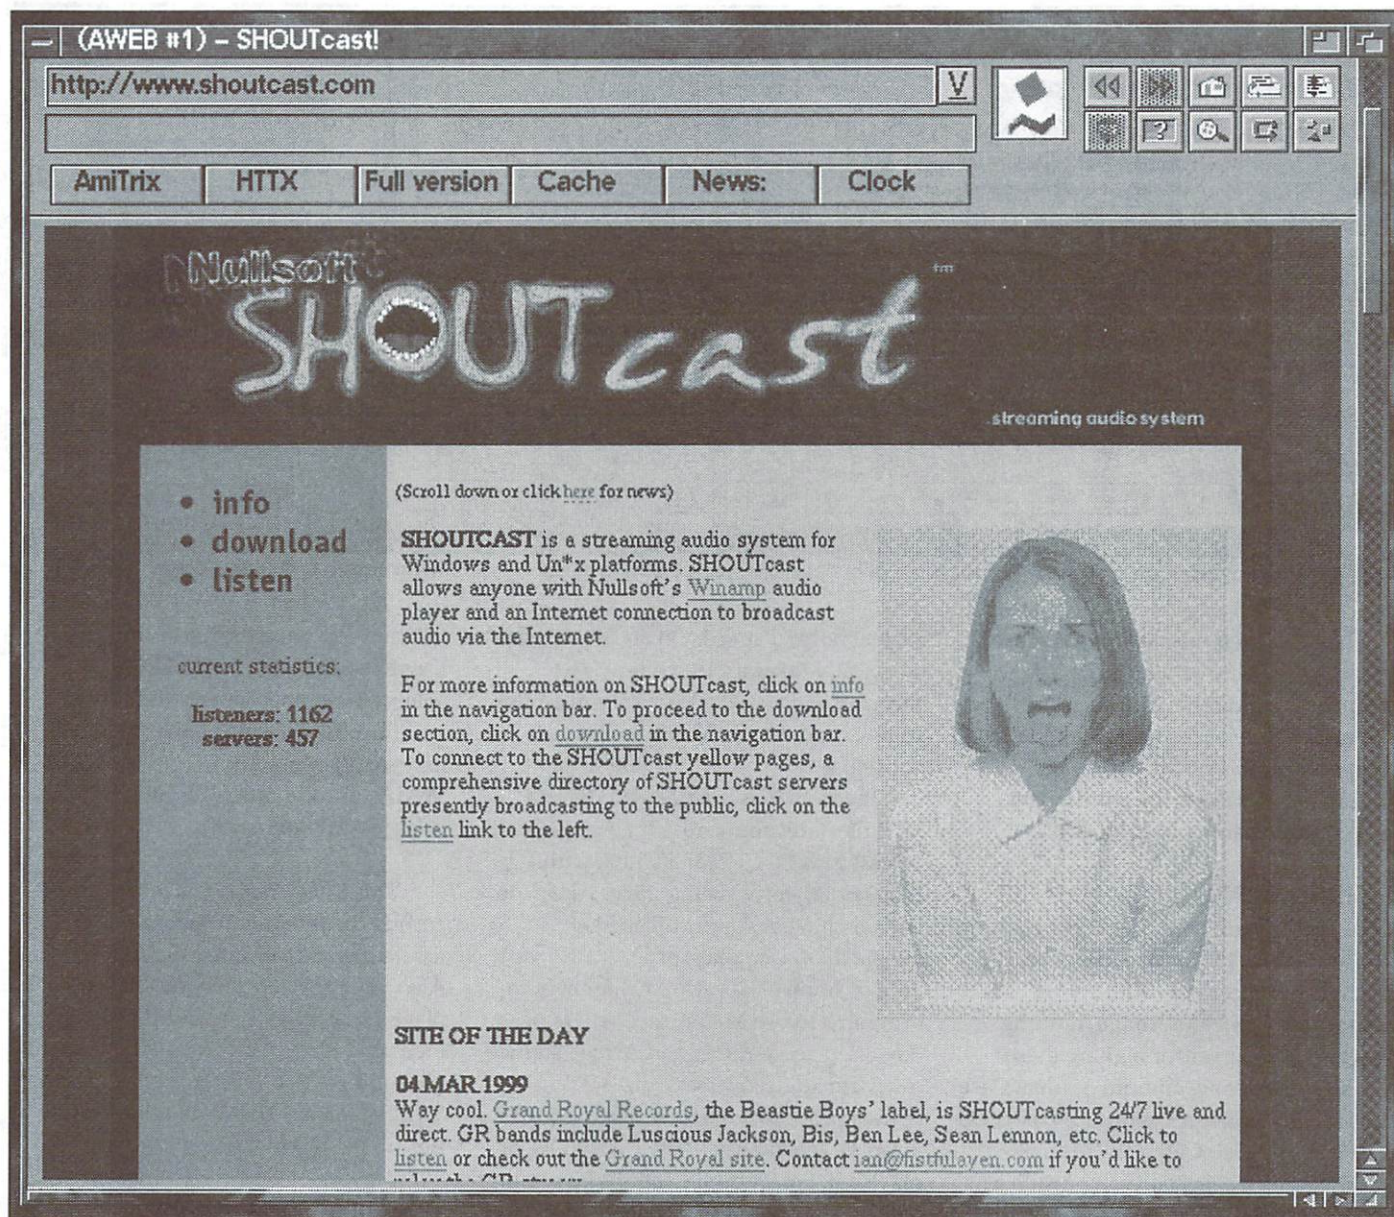 (AWEB #1) – SHOUTcast!
http://www.shoutcast.com
V
?
AmiTrix HTTX Full version Cache News: Clock
Nullsoft
SHOUTcast tm
streaming audio system
• info
• download
• listen
current statistics:
listeners: 1162
servers: 457
(Scroll down or click here for news)
SHOUTCAST is a streaming audio system for
Windows and Un*x platforms. SHOUTcast
allows anyone with Nullsoft's Winamp audio
player and an Internet connection to broadcast
audio via the Internet.
For more information on SHOUTcast, click on info
in the navigation bar. To proceed to the download
section, click on download in the navigation bar.
To connect to the SHOUTcast yellow pages, a
comprehensive directory of SHOUTcast servers
presently broadcasting to the public, click on the
listen link to the left.
SITE OF THE DAY
04.MAR.1999
Way cool. Grand Royal Records, the Beastie Boys' label, is SHOUTcasting 24/7 live and
direct. GR bands include Luscious Jackson, Bis, Ben Lee, Sean Lennon, etc. Click to
listen or check out the Grand Royal site. Contact ian@fistfulayen.com if you'd like to